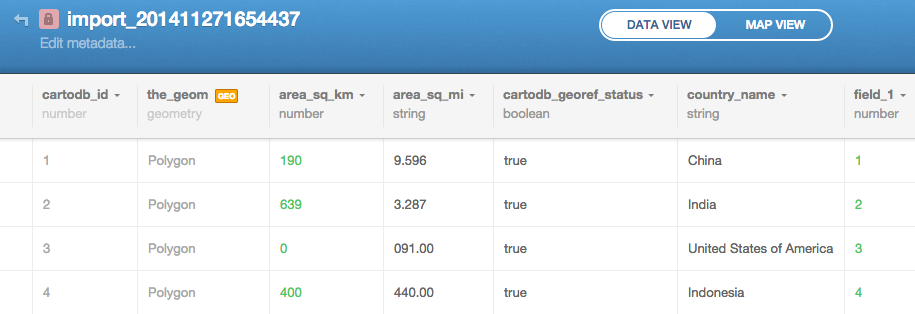 import_201411271654437
DATA VIEW MAP VIEW
Edit metadata...
cartodb_id the_geom GEO area_sq_km area_sq_mi cartodb_georef_status country_name field_1
number geometry number string boolean string number
1 Polygon 190 9.596 true China 1
2 Polygon 639 3.287 true India 2
3 Polygon 0 091.00 true United States of America 3
4 Polygon 400 440.00 true Indonesia 4